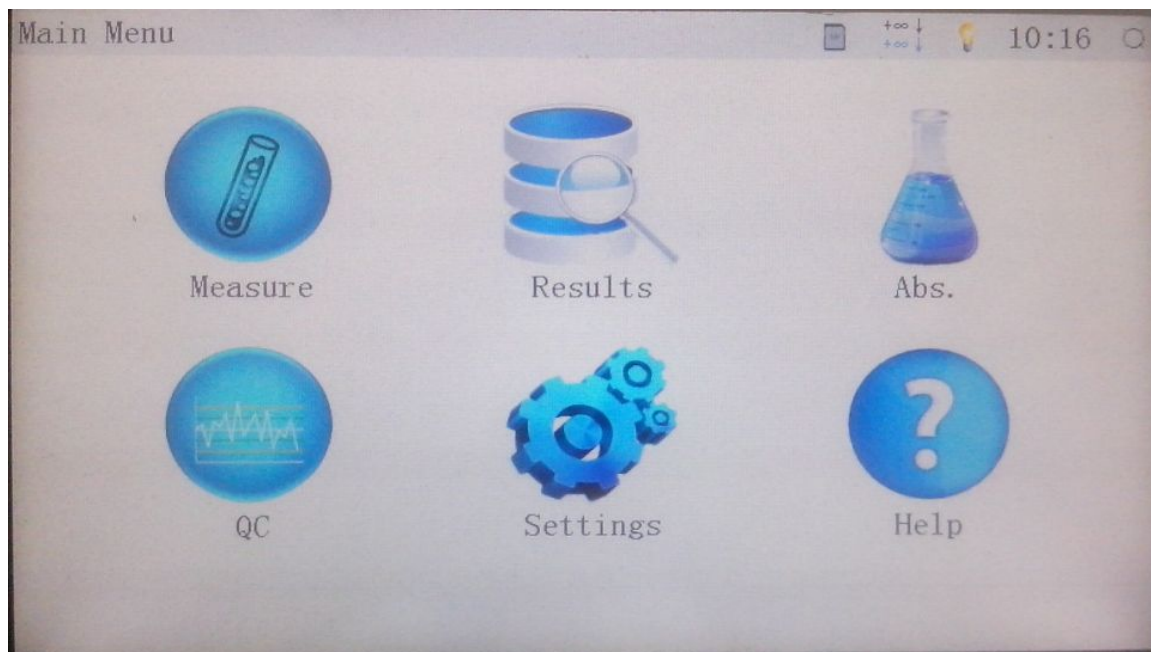 Main Menu
+∞ ↓
+∞ ↓
10:16
Measure
Results
Abs.
QC
Settings
Help